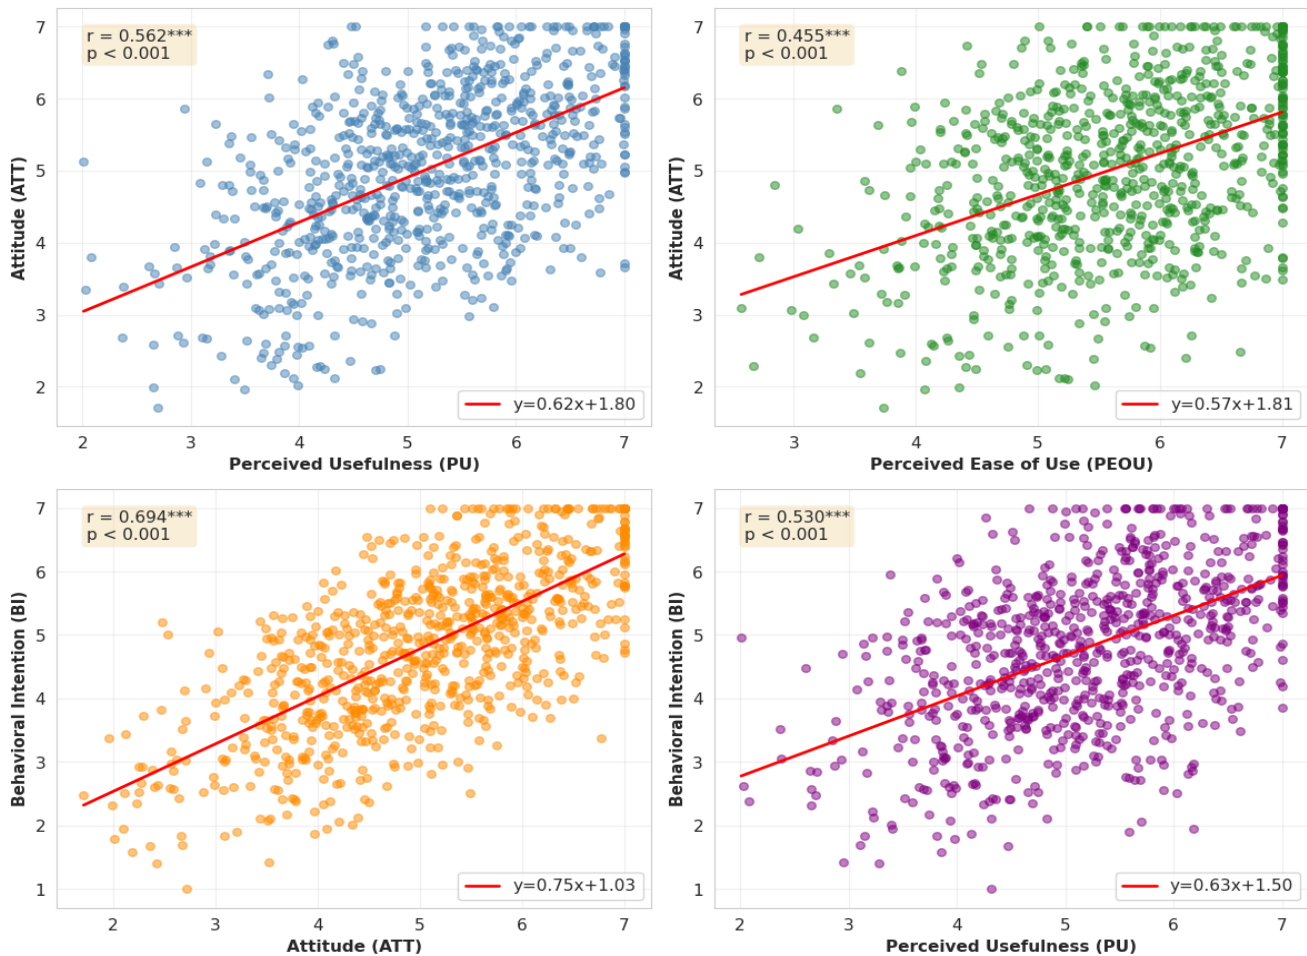 r = 0.562***
p < 0.001
7
6
5
4
3
2
Attitude (ATT)
y=0.62x+1.80
2
3
4
5
6
7
Perceived Usefulness (PU)
r = 0.455***
p < 0.001
7
6
5
4
3
2
Attitude (ATT)
y=0.57x+1.81
3
4
5
6
7
Perceived Ease of Use (PEOU)
r = 0.694***
p < 0.001
7
6
5
4
3
2
1
Behavioral Intention (BI)
y=0.75x+1.03
2
3
4
5
6
7
Attitude (ATT)
r = 0.530***
p < 0.001
7
6
5
4
3
2
1
Behavioral Intention (BI)
y=0.63x+1.50
2
3
4
5
6
7
Perceived Usefulness (PU)